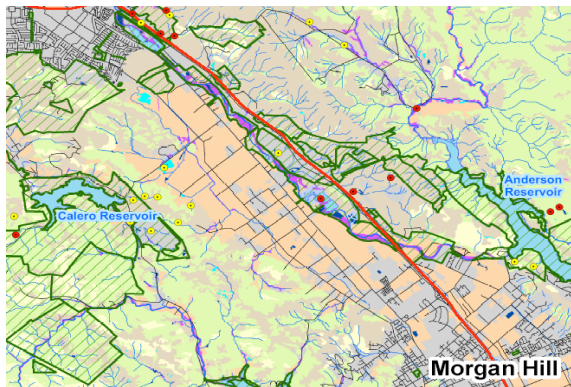 Anderson
Reservoir
Calero Reservoir
Morgan Hill